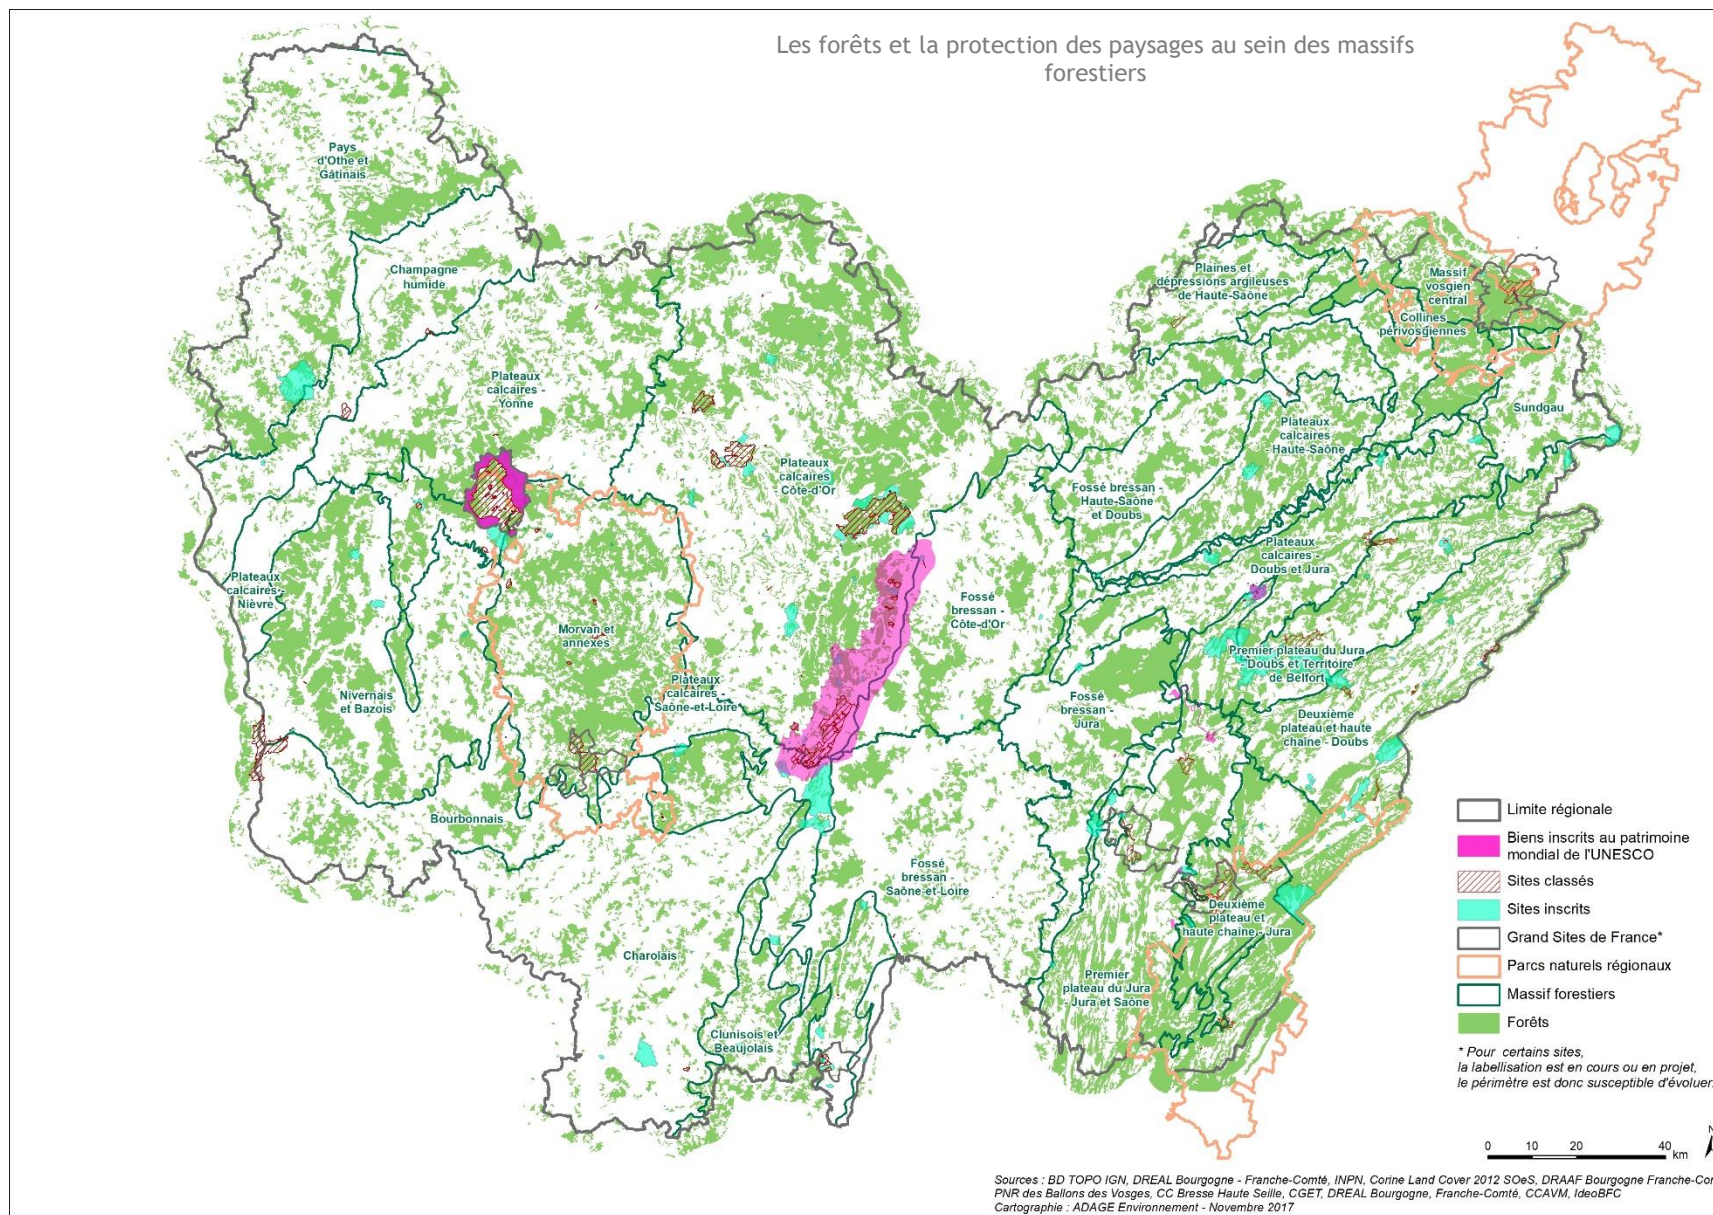 Les forêts et la protection des paysages au sein des massifs
forestiers
Pays
d'Othe et
Gâtinais
Champagne
humide
Plateaux
calcaires -
Yonne
Plateaux
calcaires -
Côte-d'Or
Plaines et
dépressions argileuses
de Haute-Saône
Massif
vosgien
central
Collines
périvosgiennes
Sundgau
Plateaux
calcaires
- Haute-Saône
Fossé bressan -
Haute-Saône
et Doubs
Plateaux
calcaires -
Doubs et Jura
Plateaux
calcaires -
Nièvre
Morvan et
annexes
Fossé
bressan -
Côte-d'Or
Premier plateau du Jura
- Doubs et Territoire
de Belfort
Nivernais
et Bazois
Plateaux
calcaires -
Saône-et-Loire
Fossé
bressan -
Jura
Deuxième
plateau et haute
chaine - Doubs
Bourbonnais
Fossé
bressan -
Saône-et-Loire
Deuxième
plateau et
haute chaine - Jura
Charolais
Premier
plateau du Jura
- Jura et Saône
Clunisois et
Beaujolais
Limite régionale
Biens inscrits au patrimoine
mondial de l'UNESCO
Sites classés
Sites inscrits
Grand Sites de France*
Parcs naturels régionaux
Massif forestiers
Forêts
* Pour certains sites,
la labellisation est en cours ou en projet,
le périmètre est donc susceptible d'évoluer.
0 10 20 40
km
N
Sources : BD TOPO IGN, DREAL Bourgogne - Franche-Comté, INPN, Corine Land Cover 2012 SOeS, DRAAF Bourgogne Franche-Co
PNR des Ballons des Vosges, CC Bresse Haute Seille, CGET, DREAL Bourgogne, Franche-Comté, CCAVM, IdeoBFC
Cartographie : ADAGE Environnement - Novembre 2017